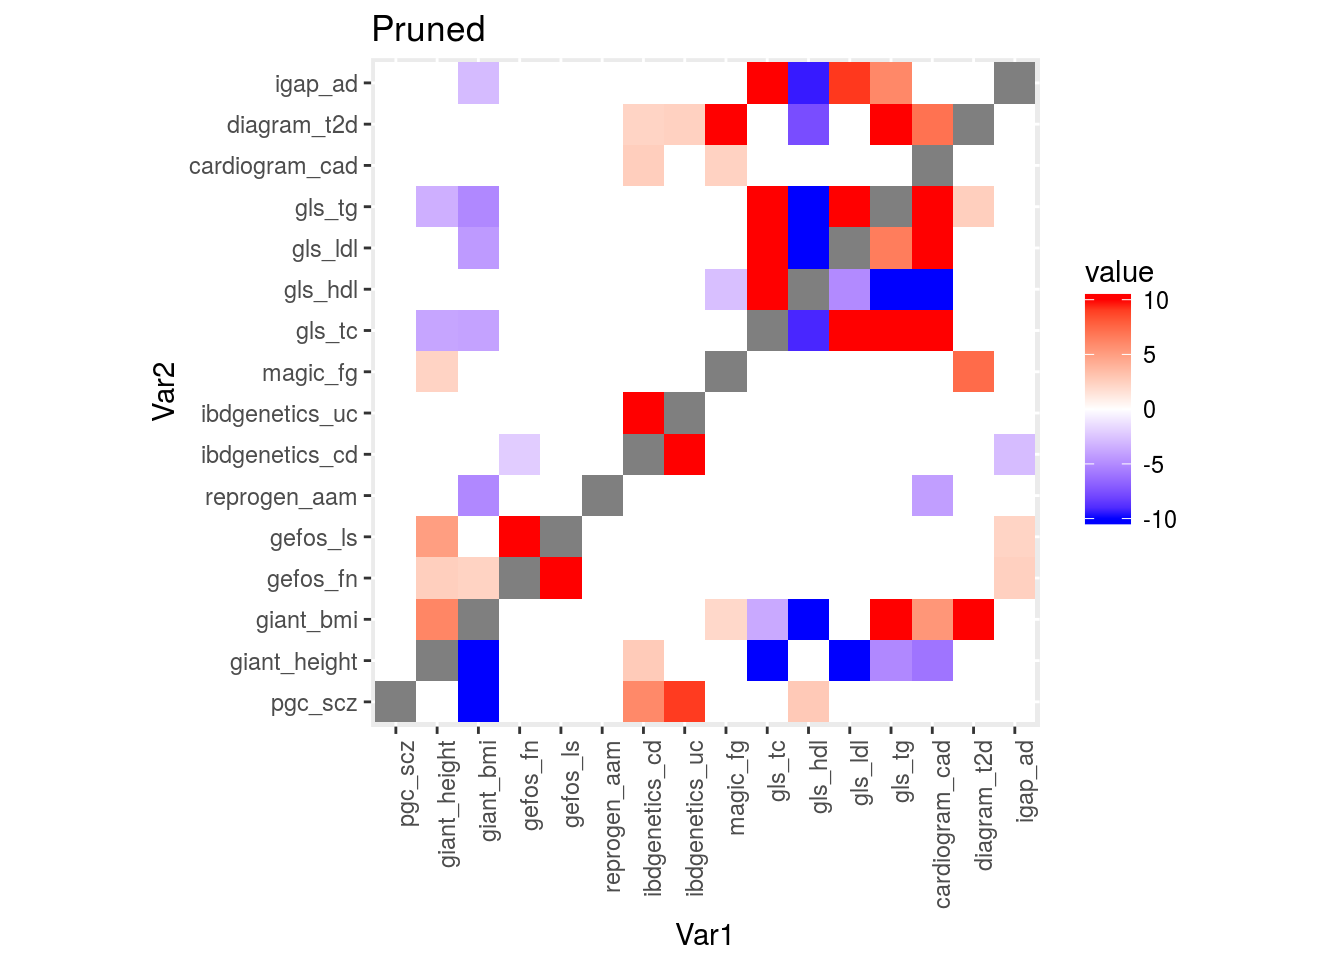 Pruned
igap_ad
diagram_t2d
cardiogram_cad
gls_tg
gls_ldl
gls_hdl
gls_tc
magic_fg
ibdgenetics_uc
ibdgenetics_cd
reprogen_aam
gefos_ls
gefos_fn
giant_bmi
giant_height
pgc_scz
Var2
pgc_scz
giant_height
giant_bmi
gefos_fn
gefos_ls
reprogen_aam
ibdgenetics_cd
ibdgenetics_uc
magic_fg
gls_tc
gls_hdl
gls_ldl
gls_tg
cardiogram_cad
diagram_t2d
igap_ad
Var1
value
10
5
0
-5
-10